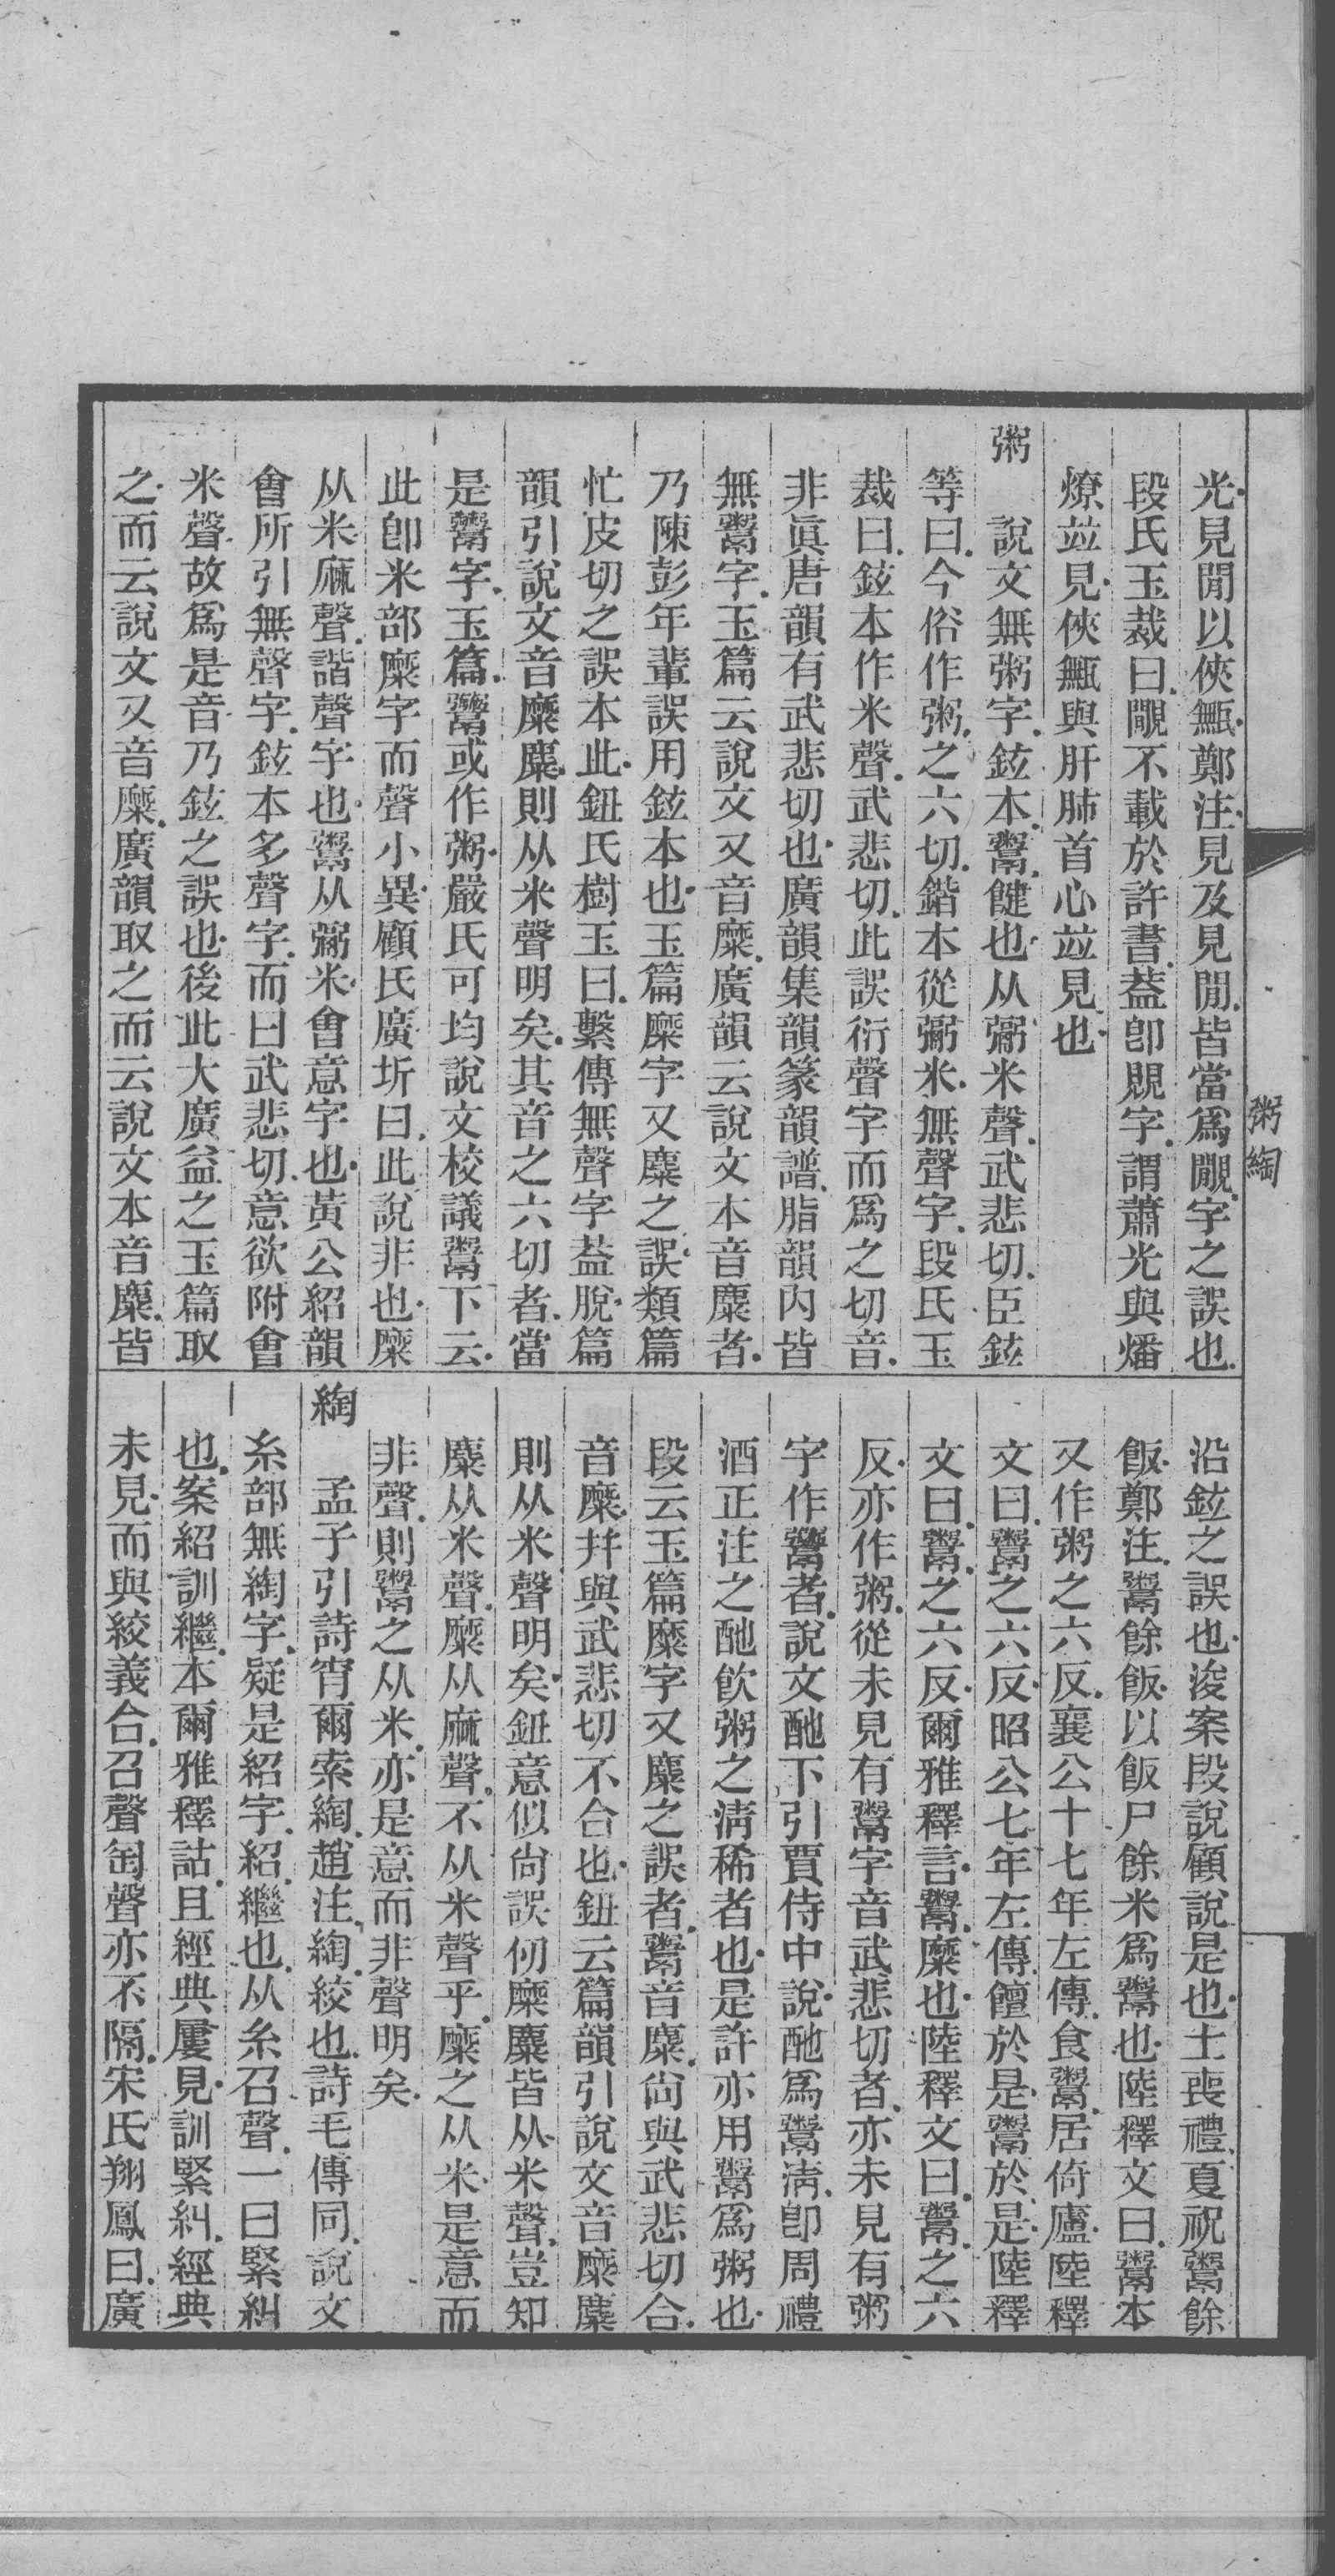 光見閒以俠甒鄭注見及見閒皆當爲覸字之誤也
段氏玉裁曰覸不載於許書葢卽覞字謂蕭光與燔
燎竝見俠甒與肝肺首心竝見也
粥 說文無粥字鉉本鬻鍵也从䰜米聲武悲切臣鉉
等曰今俗作粥之六切鍇本從䰜米無聲字段氏玉
裁曰鉉本作米聲武悲切此誤衍聲字而爲之切音
非眞唐韻有武悲切也廣韻集韻篆韻譜脂韻內皆
無鬻字玉篇云說文又音糜廣韻云說文本音麋者
乃陳彭年輩誤用鉉本也玉篇糜字又麋之誤類篇
忙皮切之誤本此鈕氏樹玉曰繫傳無聲字葢脫篇
韻引說文音糜麋則从米聲明矣其音之六切者當
是鬻字玉篇鬻或作粥嚴氏可均說文校議鬻下云
此卽米部糜字而聲小異顧氏廣圻曰此說非也糜
从米麻聲諧聲字也鬻从䰜米會意字也黃公紹韻
會所引無聲字鉉本多聲字而曰武悲切意欲附會
米聲故爲是音乃鉉之誤也後此大廣益之玉篇取
之而云說文又音糜廣韻取之而云說文本音麋皆
沿鉉之誤也浚案段說顧說是也士喪禮夏祝鬻餘
飯鄭注鬻餘飯以飯尸餘米爲鬻也陸釋文曰鬻本
又作粥之六反襄公十七年左傳食鬻居倚廬陸釋
文曰鬻之六反昭公七年左傳饘於是鬻於是陸釋
文曰鬻之六反爾雅釋言鬻糜也陸釋文曰鬻之六
反亦作粥從未見有鬻字音武悲切者亦未見有粥
字作鬻者說文酏下引賈侍中說酏爲鬻淸卽周禮
酒正注之酏飮粥之淸稀者也是許亦用鬻爲粥也
段云玉篇糜字又麋之誤者鬻音麋尙與武悲切合
音糜幷與武悲切不合也鈕云篇韻引說文音糜麋
則从米聲明矣鈕意似尙誤仞糜麋皆从米聲豈知
麋从米聲糜从麻聲不从米聲乎糜之从米是意而
非聲則鬻之从米亦是意而非聲明矣
綯 孟子引詩宵爾索綯趙注綯絞也詩毛傳同說文
糸部無綯字疑是紹字紹繼也从糸召聲一曰緊糾
也案紹訓繼本爾雅釋詁且經典屢見訓緊糾經典
未見而與絞義合召聲匋聲亦不隔宋氏翔鳳曰廣
粥綯